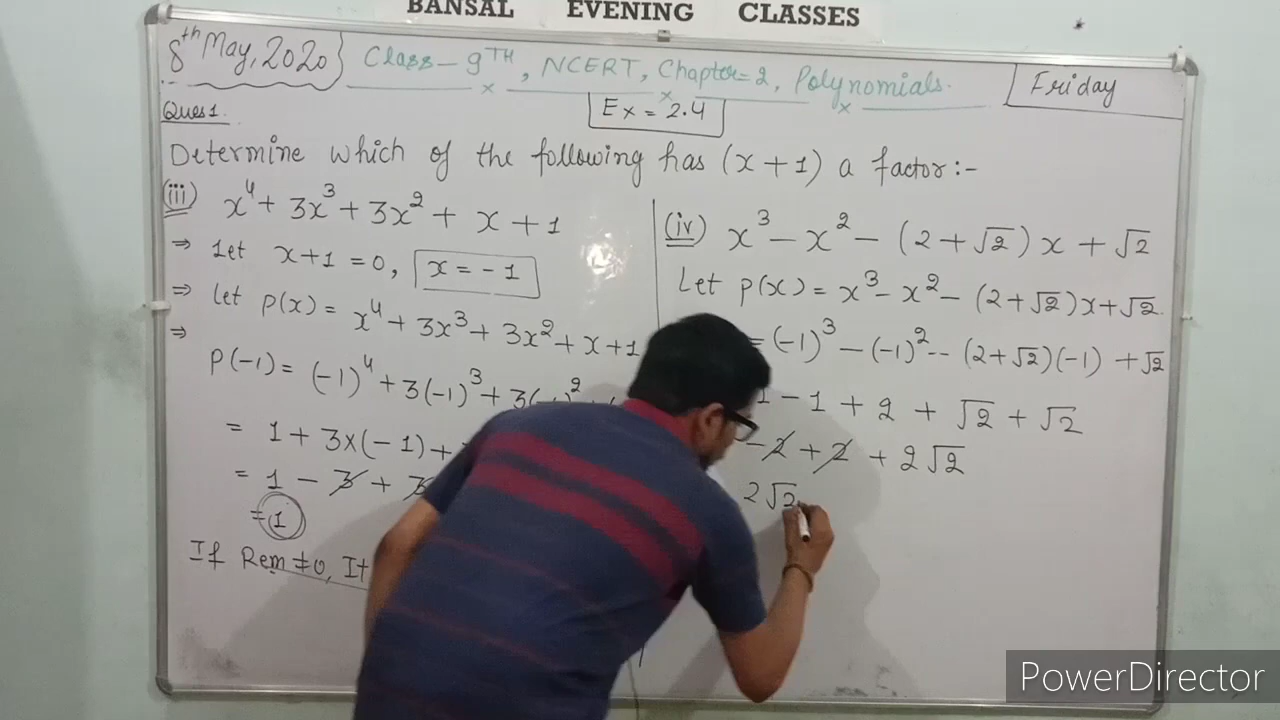 BANSAL EVENING CLASSES
8th May, 2020 Class-9TH, NCERT, Chapter=2, Polynomials. Friday
Ex = 2.4
Ques 1.
Determine which of the following has (x+1) a factor:-
(iii) x⁴ + 3x³ + 3x² + x + 1
⇒ Let x+1 = 0, x = -1
⇒ Let p(x) = x⁴ + 3x³ + 3x² + x + 1
⇒
P(-1) = (-1)⁴ + 3(-1)³ + 3(-1)²
= 1 + 3x(-1) +
= 1 - 3 + 3
= 1
If Rem ≠ 0, It
(iv) x³ - x² - (2+√2)x + √2
Let p(x) = x³ - x² - (2+√2)x + √2.
= (-1)³ - (-1)² - - (2+√2)(-1) + √2
1 - 1 + 2 + √2 + √2
-2 + 2 + 2√2
2√2
PowerDirector